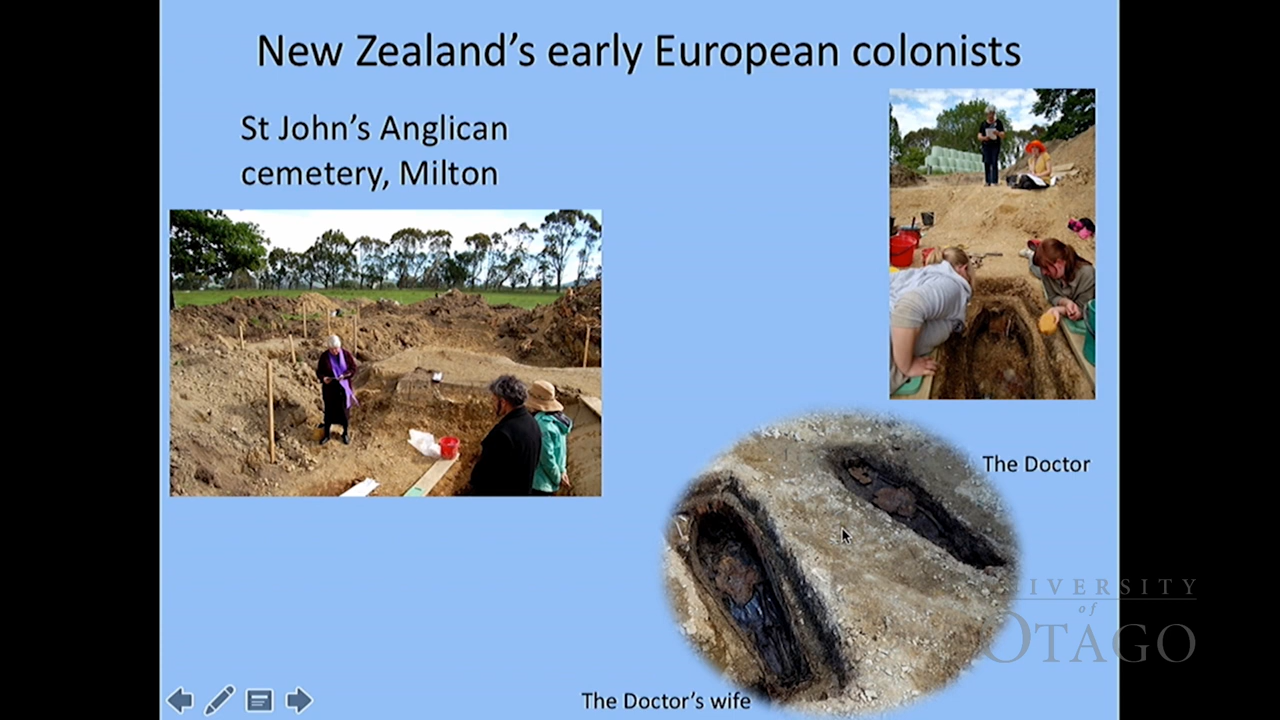 New Zealand's early European colonists
St John's Anglican
cemetery, Milton
The Doctor
The Doctor's wife
UNIVERSITY
of
OTAGO